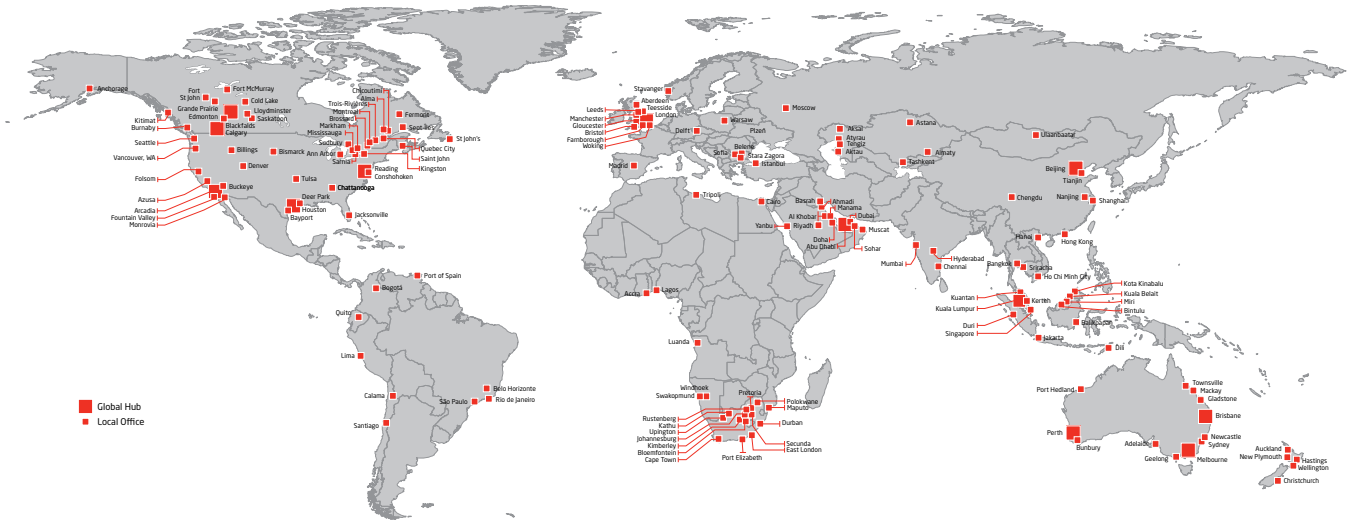 Anchorage
Fort
St John
Fort McMurray
Grande Prairie
Cold Lake
Edmonton
Lloydminster
Saskatoon
Kitimat
Burnaby
Blackfalds
Calgary
Seattle
Vancouver, WA
Billings
Bismarck
Denver
Folsom
Tulsa
Buckeye
Azusa
Arcadia
Fountain Valley
Monrovia
Deer Park
Houston
Bayport
Chattanooga
Jacksonville
Chicoutimi
Alma
Trois-Rivières
Montreal
Brossard
Markham
Mississauga
Sudbury
Ann Arbor
Sarnia
Fermont
Sept-Iles
St John's
Quebec City
Saint John
Kingston
Reading
Conshohoken
Port of Spain
Bogotá
Quito
Lima
Calama
Santiago
Belo Horizonte
Rio de Janeiro
São Paulo
Global Hub
Local Office
Stavanger
Aberdeen
Leeds
Teesside
Manchester
London
Gloucester
Bristol
Farnborough
Woking
Delft
Warsaw
Plzeň
Moscow
Madrid
Sofia
Belene
Stara Zagora
Istanbul
Aksai
Atyrau
Tengiz
Aktau
Astana
Almaty
Tashkent
Ulaanbaatar
Beijing
Tianjin
Chengdu
Nanjing
Shanghai
Hong Kong
Hanoi
Tripoli
Cairo
Basrah
Ahmadi
Manama
Al Khobar
Dubai
Yanbu
Riyadh
Muscat
Doha
Abu Dhabi
Sohar
Mumbai
Hyderabad
Chennai
Bangkok
Sriracha
Ho Chi Minh City
Kuantan
Kerteh
Kuala Lumpur
Duri
Singapore
Kota Kinabalu
Kuala Belait
Miri
Bintulu
Balikpapan
Jakarta
Dili
Accra
Lagos
Luanda
Windhoek
Swakopmund
Pretoria
Polokwane
Maputo
Rustenberg
Kathu
Upington
Johannesburg
Kimberley
Bloemfontein
Cape Town
Durban
Secunda
East London
Port Elizabeth
Port Hedland
Townsville
Mackay
Gladstone
Brisbane
Perth
Bunbury
Adelaide
Newcastle
Sydney
Geelong
Melbourne
Auckland
New Plymouth
Hastings
Wellington
Christchurch